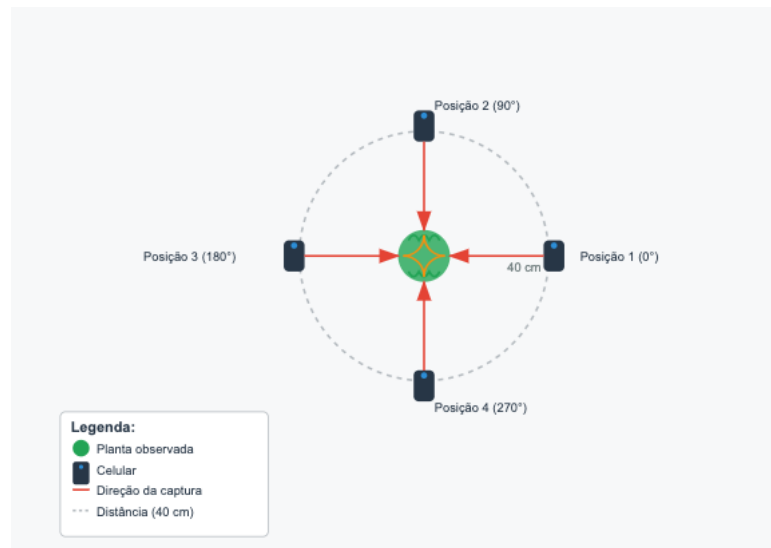 Posição 2 (90°)
Posição 3 (180°)
Posição 1 (0°)
40 cm
Posição 4 (270°)
Legenda:
Planta observada
Celular
Direção da captura
Distância (40 cm)